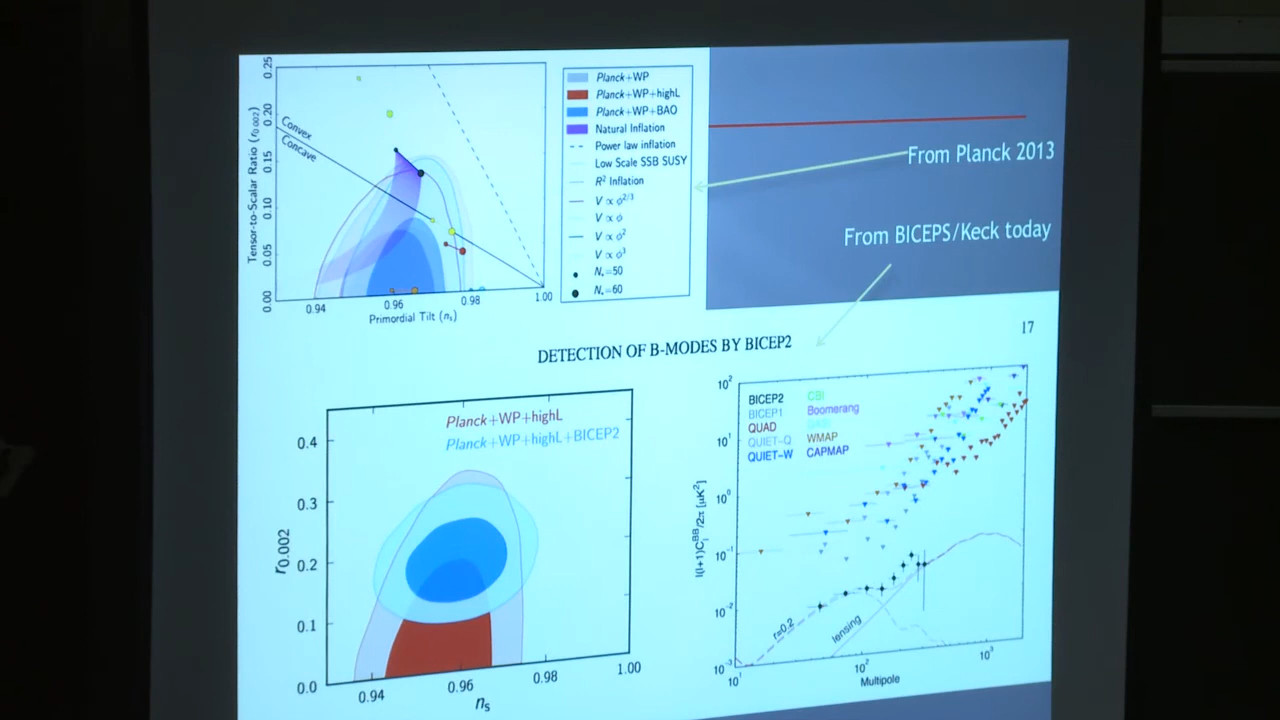 0.25
0.20
0.15
0.10
0.05
0.00
Tensor-to-Scalar Ratio (r0.002)
Convex
Concave
0.94
0.96
0.98
1.00
Primordial Tilt (ns)
Planck+WP
Planck+WP+highL
Planck+WP+BAO
Natural Inflation
Power law inflation
Low Scale SSB SUSY
R² Inflation
V ∝ φ^2/3
V ∝ φ
V ∝ φ²
V ∝ φ³
N*=50
N*=60
From Planck 2013
From BICEPS/Keck today
17
DETECTION OF B-MODES BY BICEP2
Planck+WP+highL
Planck+WP+highL+BICEP2
0.4
0.3
0.2
0.1
0.0
r0.002
0.94
0.96
0.98
1.00
ns
BICEP2
BICEP1
QUAD
QUIET-Q
QUIET-W
CBI
Boomerang
WMAP
CAPMAP
10²
10¹
10⁰
10⁻¹
10⁻²
10⁻³
l(l+1)ClBB/2π [μK²]
r=0.2
lensing
10¹
10²
10³
Multipole